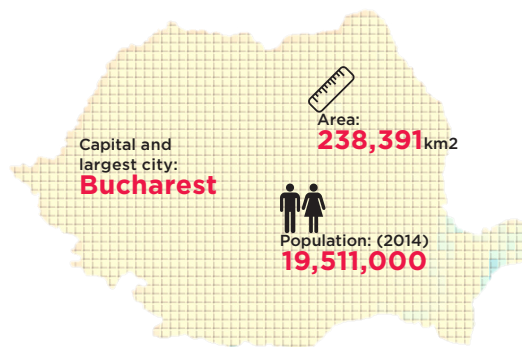 Area:
238,391km2
Capital and
largest city:
Bucharest
Population: (2014)
19,511,000